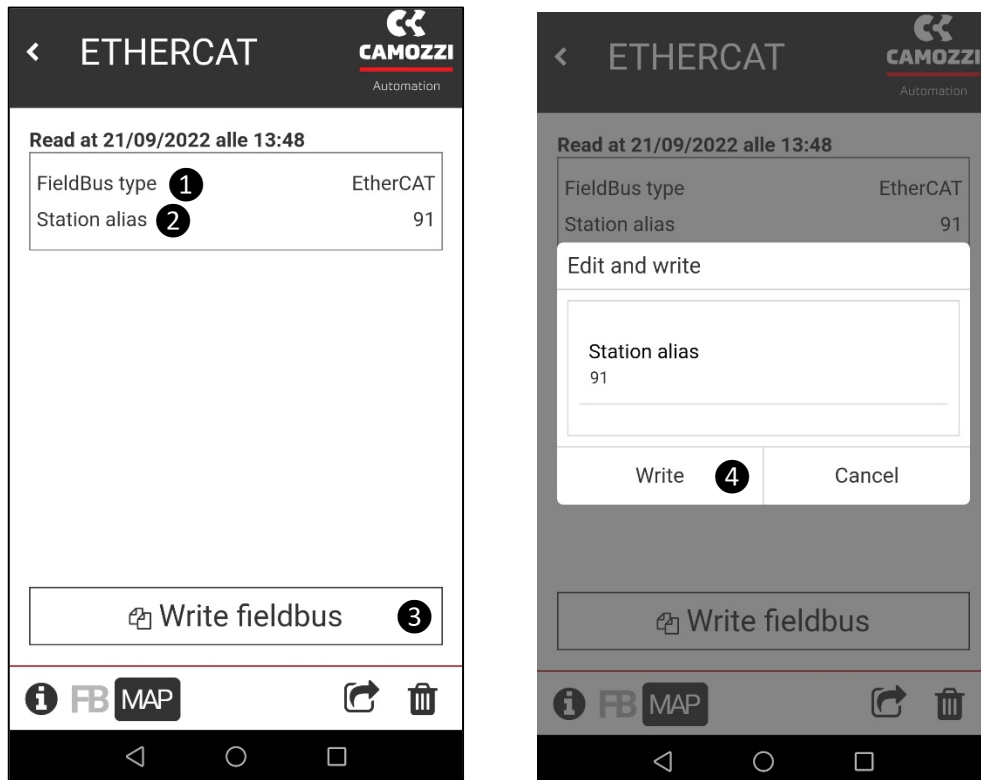 ETHERCAT
CAMOZZI
Automation
Read at 21/09/2022 alle 13:48
FieldBus type 1 EtherCAT
Station alias 2 91
Write fieldbus 3
FB MAP
ETHERCAT
CAMOZZI
Automation
Read at 21/09/2022 alle 13:48
FieldBus type EtherCAT
Station alias 91
Edit and write
Station alias
91
Write 4 Cancel
Write fieldbus
FB MAP